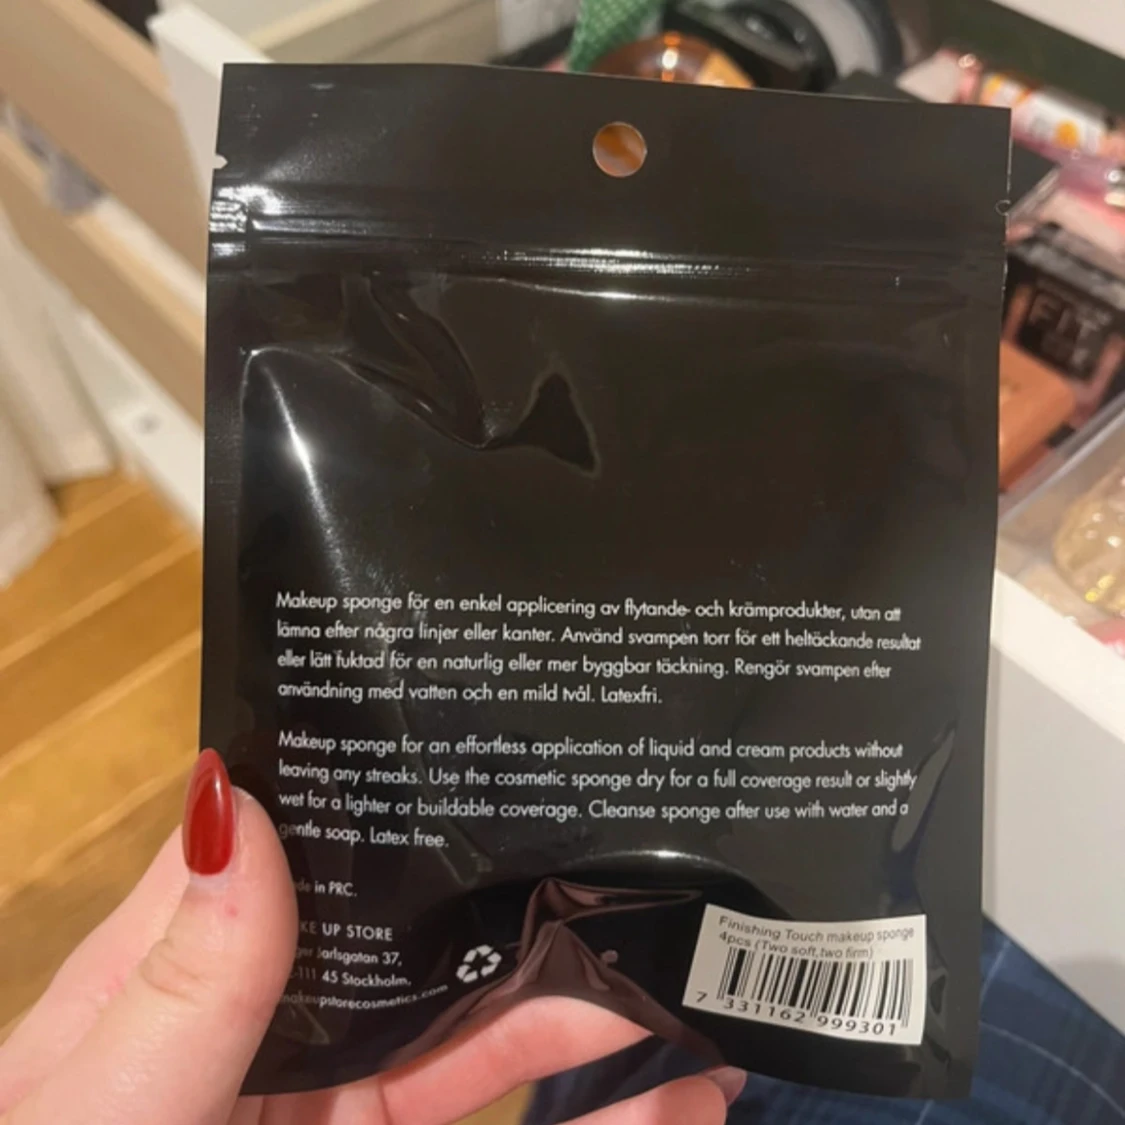 Makeup sponge för en enkel applicering av flytande- och krämprodukter, utan att
lämna efter några linjer eller kanter. Använd svampen torr för ett heltäckande resultat
eller lätt fuktad för en naturlig eller mer byggbar täckning. Rengör svampen efter
användning med vatten och en mild tvål. Latexfri.
Makeup sponge for an effortless application of liquid and cream products without
leaving any streaks. Use the cosmetic sponge dry for a full coverage result or slightly
wet for a lighter or buildable coverage. Cleanse sponge after use with water and a
gentle soap. Latex free.
de in PRC.
KE UP STORE
ger Jarlsgatan 37,
-111 45 Stockholm,
makeupstorecosmetics.com
Finishing Touch makeup sponge
4pcs (Two soft,two firm)
7 331162 999301
FIT